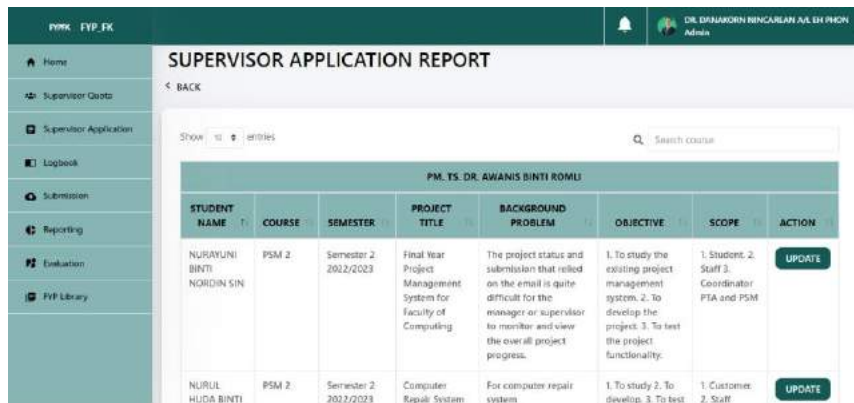 FYP_FK
DR. DANAKORN NINCAREAN A/L EH PHON
Admin
Home
Supervisor Quota
Supervisor Application
Logbook
Submission
Reporting
Evaluation
FYP Library
SUPERVISOR APPLICATION REPORT
< BACK
Show 10 entries
Search course
PM. TS. DR. AWANIS BINTI ROMLI
STUDENT NAME
COURSE
SEMESTER
PROJECT TITLE
BACKGROUND PROBLEM
OBJECTIVE
SCOPE
ACTION
NURAYUNI
BINTI
NORDIN SIN
PSM 2
Semester 2
2022/2023
Final Year
Project
Management
System for
Faculty of
Computing
The project status and
submission that relied
on the email is quite
difficult for the
manager or supervisor
to monitor and view
the overall project
progress.
1. To study the
existing project
management
system. 2. To
develop the
project. 3. To test
the project
functionality.
1. Student. 2.
Staff 3.
Coordinator
PTA and PSM
UPDATE
NURUL
HUDA BINTI
PSM 2
Semester 2
2022/2023
Computer
Repair System
For computer repair
system
1. To study 2. To
develop. 3. To test
1. Customer.
2. Staff
UPDATE